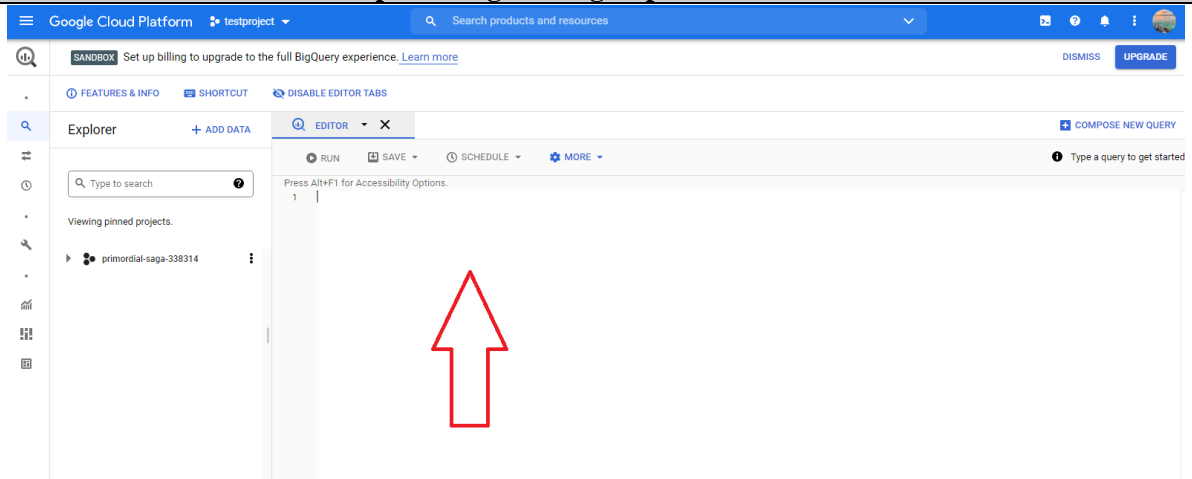 Google Cloud Platform testproject Search products and resources
SANDBOX Set up billing to upgrade to the full BigQuery experience. Learn more DISMISS UPGRADE
FEATURES & INFO SHORTCUT DISABLE EDITOR TABS
Explorer + ADD DATA EDITOR COMPOSE NEW QUERY
RUN SAVE SCHEDULE MORE Type a query to get started
Type to search
Press Alt+F1 for Accessibility Options.
1
Viewing pinned projects.
primordial-saga-338314